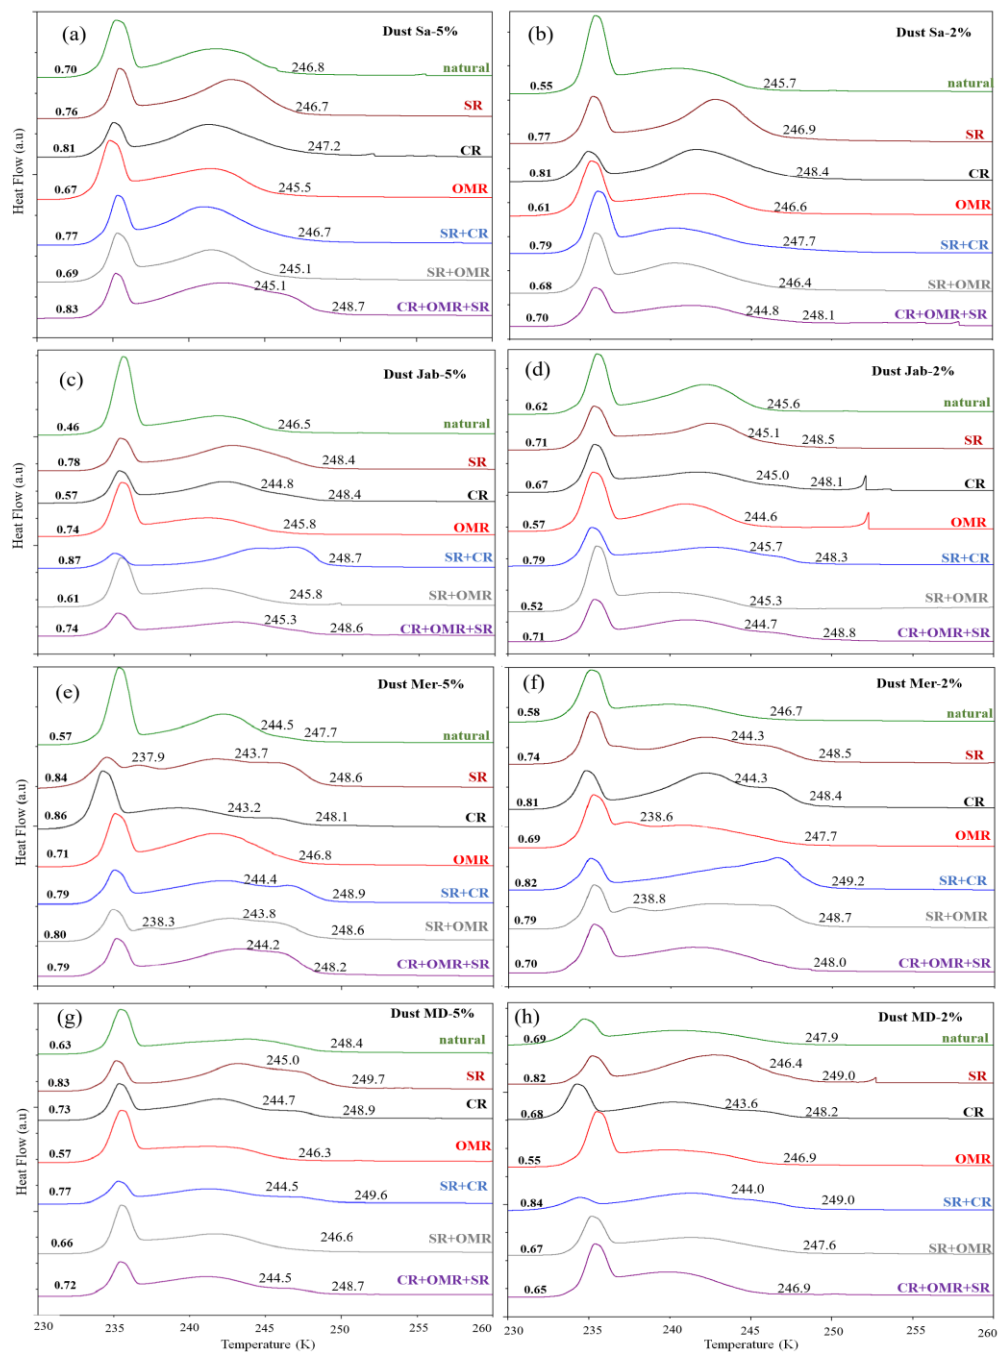 (a)
Dust Sa-5%
0.70
246.8
natural
0.76
246.7
SR
0.81
247.2
CR
0.67
245.5
OMR
0.77
246.7
SR+CR
0.69
245.1
SR+OMR
0.83
245.1
248.7
CR+OMR+SR
Heat Flow (a.u)
(b)
Dust Sa-2%
0.55
245.7
natural
0.77
246.9
SR
0.81
248.4
CR
0.61
246.6
OMR
0.79
247.7
SR+CR
0.68
246.4
SR+OMR
0.70
244.8
248.1
CR+OMR+SR
(c)
Dust Jab-5%
0.46
246.5
natural
0.78
248.4
SR
0.57
244.8
248.4
CR
0.74
245.8
OMR
0.87
248.7
SR+CR
0.61
245.8
SR+OMR
0.74
245.3
248.6
CR+OMR+SR
Heat Flow (a.u)
(d)
Dust Jab-2%
0.62
245.6
natural
0.71
245.1
248.5
SR
0.67
245.0
248.1
CR
0.57
244.6
OMR
0.79
245.7
248.3
SR+CR
0.52
245.3
SR+OMR
0.71
244.7
248.8
CR+OMR+SR
(e)
Dust Mer-5%
0.57
244.5
247.7
natural
0.84
237.9
243.7
248.6
SR
0.86
243.2
248.1
CR
0.71
246.8
OMR
0.79
244.4
248.9
SR+CR
0.80
238.3
243.8
248.6
SR+OMR
0.79
244.2
248.2
CR+OMR+SR
Heat Flow (a.u)
(f)
Dust Mer-2%
0.58
246.7
natural
0.74
244.3
248.5
SR
0.81
244.3
248.4
CR
0.69
238.6
247.7
OMR
0.82
249.2
SR+CR
0.79
238.8
248.7
SR+OMR
0.70
248.0
CR+OMR+SR
(g)
Dust MD-5%
0.63
248.4
natural
0.83
245.0
249.7
SR
0.73
244.7
248.9
CR
0.57
246.3
OMR
0.77
244.5
249.6
SR+CR
0.66
246.6
SR+OMR
0.72
244.5
248.7
CR+OMR+SR
Heat Flow (a.u)
230 235 240 245 250 255 260
Temperature (K)
(h)
Dust MD-2%
0.69
247.9
natural
0.82
246.4
249.0
SR
0.68
243.6
248.2
CR
0.55
246.9
OMR
0.84
244.0
249.0
SR+CR
0.67
247.6
SR+OMR
0.65
246.9
CR+OMR+SR
230 235 240 245 250 255 260
Temperature (K)